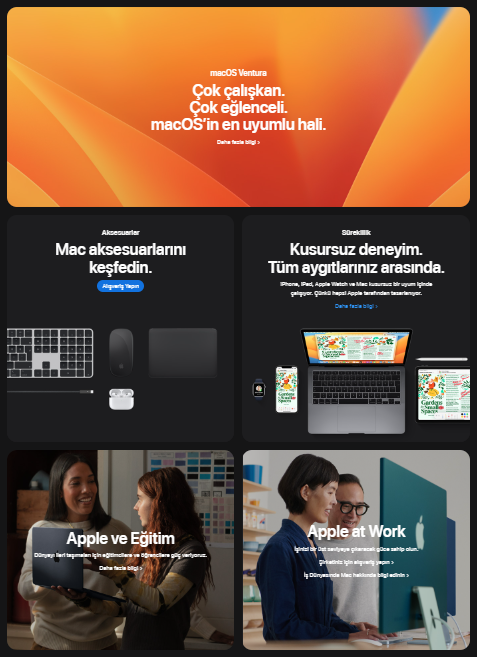 macOS Ventura
Çok çalışkan.
Çok eğlenceli.
macOS'in en uyumlu hali.
Daha fazla bilgi >
Aksesuarlar
Mac aksesuarlarını
keşfedin.
Alışveriş Yapın
Süreklilik
Kusursuz deneyim.
Tüm aygıtlarınız arasında.
iPhone, iPad, Apple Watch ve Mac kusursuz bir uyum içinde
çalışıyor. Çünkü hepsi Apple tarafından tasarlanıyor.
Daha fazla bilgi >
Gardens
Small
Spaces
Apple ve Eğitim
Dünyayı ileri taşımaları için eğitimcilere ve öğrencilere güç veriyoruz.
Daha fazla bilgi >
Apple at Work
İşinizi bir üst seviyeye çıkaracak güce sahip olun.
Şirketiniz için alışveriş yapın >
İş Dünyasında Mac hakkında bilgi edinin >